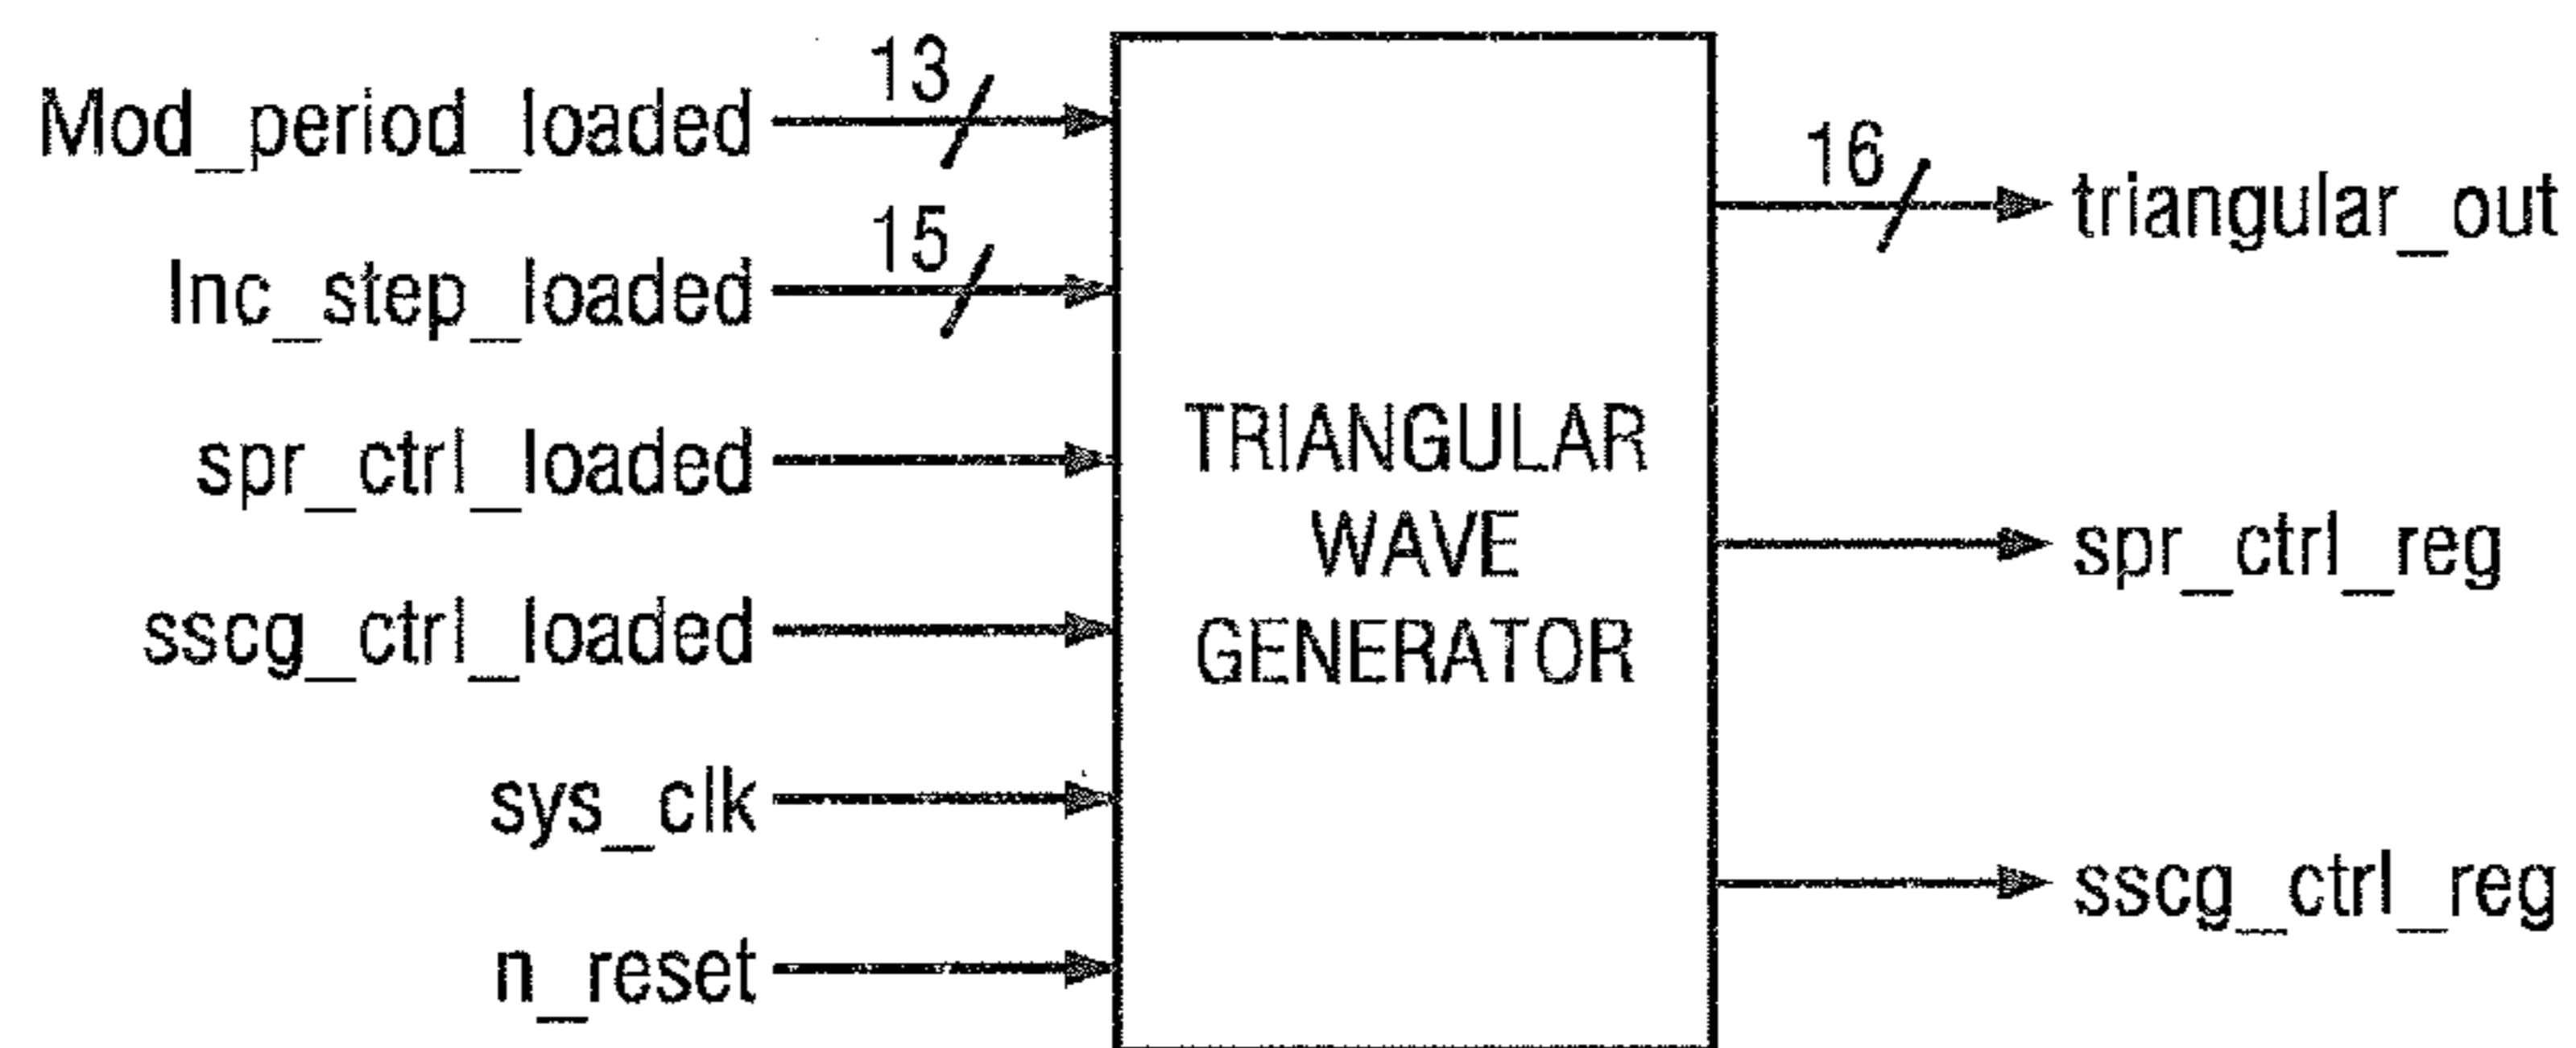 13
Mod_period_loaded
16
triangular_out
15
Inc_step_loaded
spr_ctrl_loaded
TRIANGULAR
WAVE
GENERATOR
spr_ctrl_reg
sscg_ctrl_loaded
sys_clk
sscg_ctrl_reg
n_reset